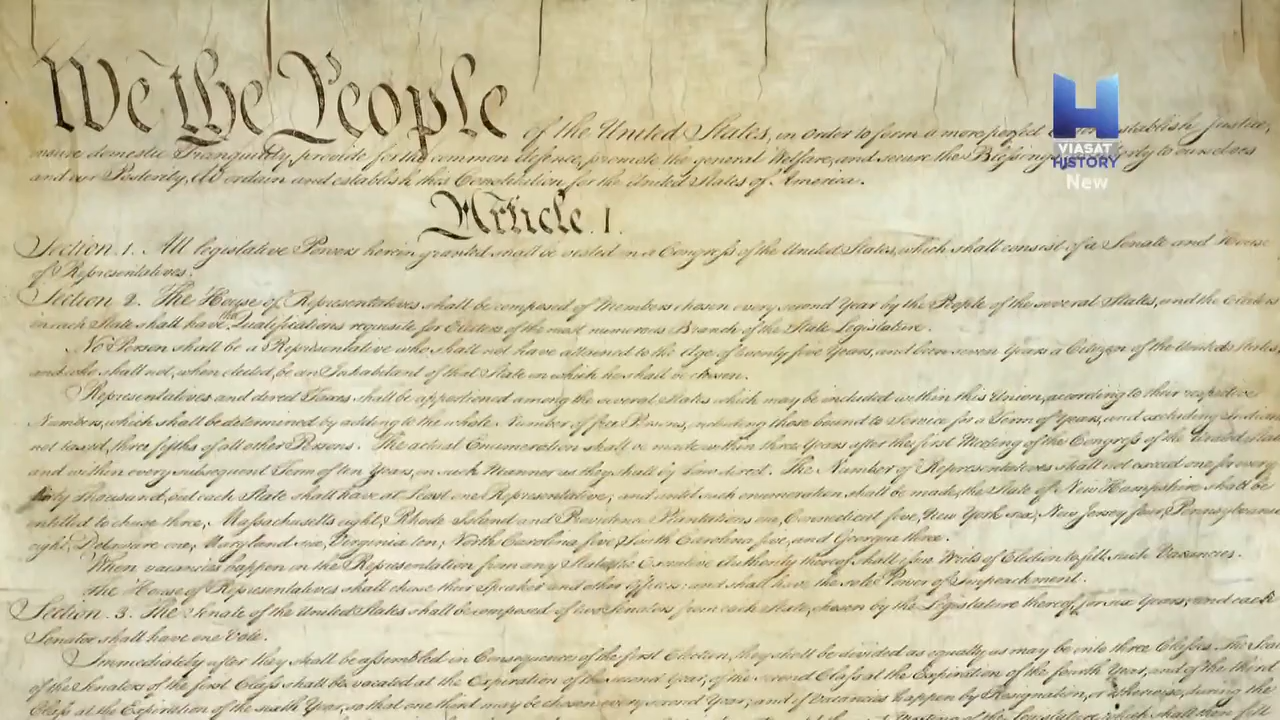 We the People of the United States, in Order to form a more perfect establish Justice,
insure domestic Tranquility, provide for the common defence, promote the general Welfare, and secure the Blessings to ourselves
and our Posterity, do ordain and establish this Constitution for the United States of America.
Article. I.
Section. 1. All legislative Powers herein granted shall be vested in a Congress of the United States, which shall consist of a Senate and House
of Representatives.
Section. 2. The House of Representatives shall be composed of Members chosen every second Year by the People of the several States, and the Electors
in each State shall have the Qualifications requisite for Electors of the most numerous Branch of the State Legislature.
No Person shall be a Representative who shall not have attained to the Age of twenty five Years, and been seven Years a Citizen of the United States,
and who shall not, when elected, be an Inhabitant of that State in which he shall be chosen.
Representatives and direct Taxes shall be apportioned among the several States which may be included within this Union, according to their respective
Numbers, which shall be determined by adding to the whole Number of free Persons, including those bound to Service for a Term of Years, and excluding Indians
not taxed, three fifths of all other Persons. The actual Enumeration shall be made within three Years after the first Meeting of the Congress of the United States,
and within every subsequent Term of ten Years, in such Manner as they shall by Law direct. The Number of Representatives shall not exceed one for every
thirty Thousand, but each State shall have at Least one Representative; and until such enumeration shall be made, the State of New Hampshire shall be
entitled to chuse three, Massachusetts eight, Rhode Island and Providence Plantations one, Connecticut five, New York six, New Jersey four, Pennsylvania
eight, Delaware one, Maryland six, Virginia ten, North Carolina five, South Carolina five, and Georgia three.
When vacancies happen in the Representation from any State, the Executive Authority thereof shall issue Writs of Election to fill such Vacancies.
The House of Representatives shall chuse their Speaker and other Officers; and shall have the sole Power of Impeachment.
Section. 3. The Senate of the United States shall be composed of two Senators from each State, chosen by the Legislature thereof, for six Years; and each
Senator shall have one Vote.
Immediately after they shall be assembled in Consequence of the first Election, they shall be divided as equally as may be into three Classes. The Seats
of the Senators of the first Class shall be vacated at the Expiration of the second Year, of the second Class at the Expiration of the fourth Year, and of the third
Class at the Expiration of the sixth Year, so that one third may be chosen every second Year; and if Vacancies happen by Resignation, or otherwise, during the
Meeting of the Legislature, which shall then fill
VIASAT
HISTORY
New